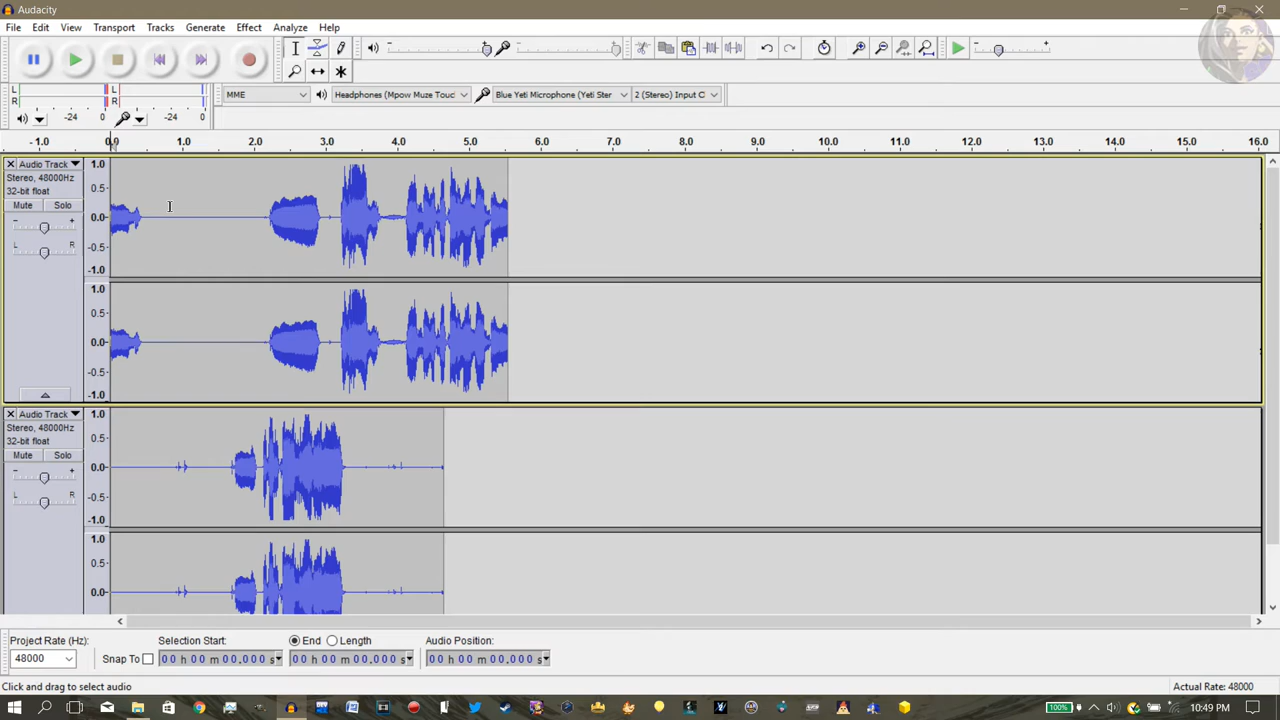 Audacity
File Edit View Transport Tracks Generate Effect Analyze Help
L
R
-24 0 -24 0
MME Headphones (Mpow Muze Touc Blue Yeti Microphone (Yeti Ster 2 (Stereo) Input C
- 1.0 0.0 1.0 2.0 3.0 4.0 5.0 6.0 7.0 8.0 9.0 10.0 11.0 12.0 13.0 14.0 15.0 16.0
Audio Track
Stereo, 48000Hz
32-bit float
Mute Solo
- +
L R
1.0
0.5
0.0
-0.5
-1.0
1.0
0.5
0.0
-0.5
-1.0
Audio Track
Stereo, 48000Hz
32-bit float
Mute Solo
- +
L R
1.0
0.5
0.0
-0.5
-1.0
1.0
0.5
0.0
Project Rate (Hz): Selection Start: End Length Audio Position:
48000 Snap To 00 h 00 m 00.000 s 00 h 00 m 00.000 s 00 h 00 m 00.000 s
Click and drag to select audio Actual Rate: 48000
100% 10:49 PM